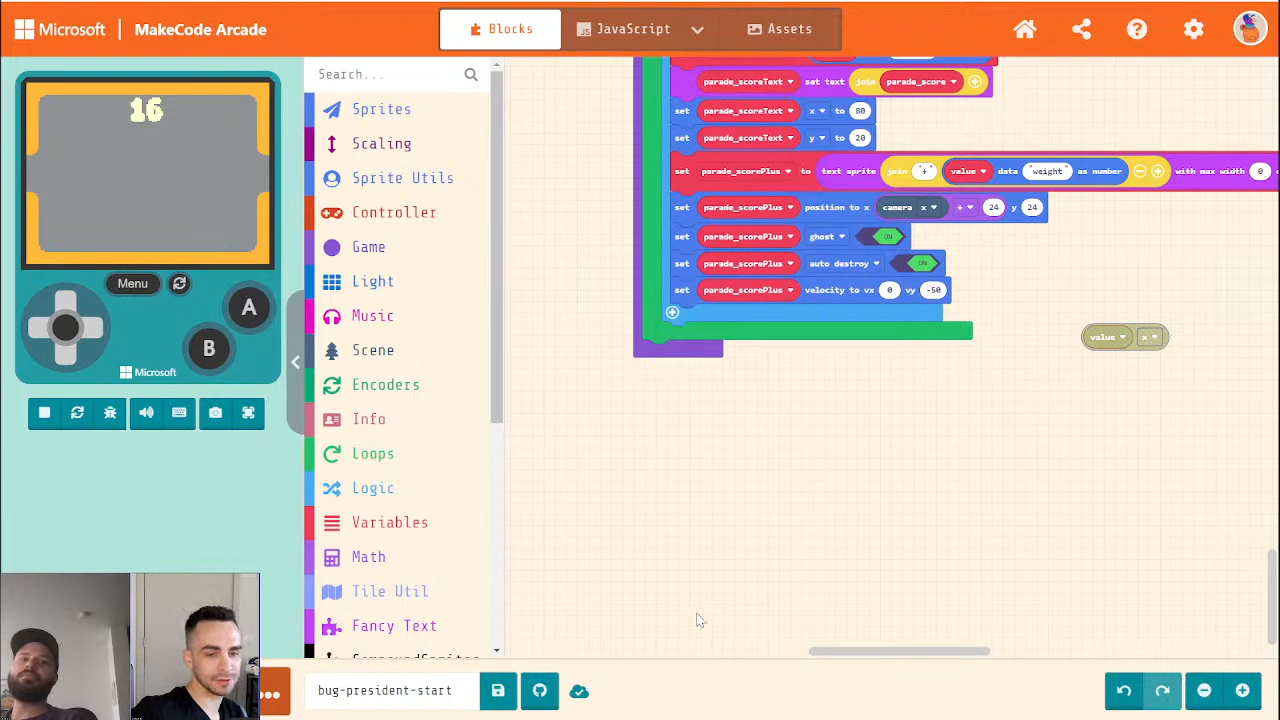 Microsoft | MakeCode Arcade
Blocks
JS JavaScript
Assets
16
Menu
A
B
Microsoft
Search...
Sprites
Scaling
Sprite Utils
Controller
Game
Light
Music
Scene
Encoders
Info
Loops
Logic
Variables
Math
Tile Util
Fancy Text
CompoundSprites
parade_scoreText set text join parade_score
set parade_scoreText x to 80
set parade_scoreText y to 20
set parade_scorePlus to text sprite join "+" value data "weight" as number with max width 0
set parade_scorePlus position to x camera x + 24 y 24
set parade_scorePlus ghost ON
set parade_scorePlus auto destroy ON
set parade_scorePlus velocity to vx 0 vy -50
value x
bug-president-start